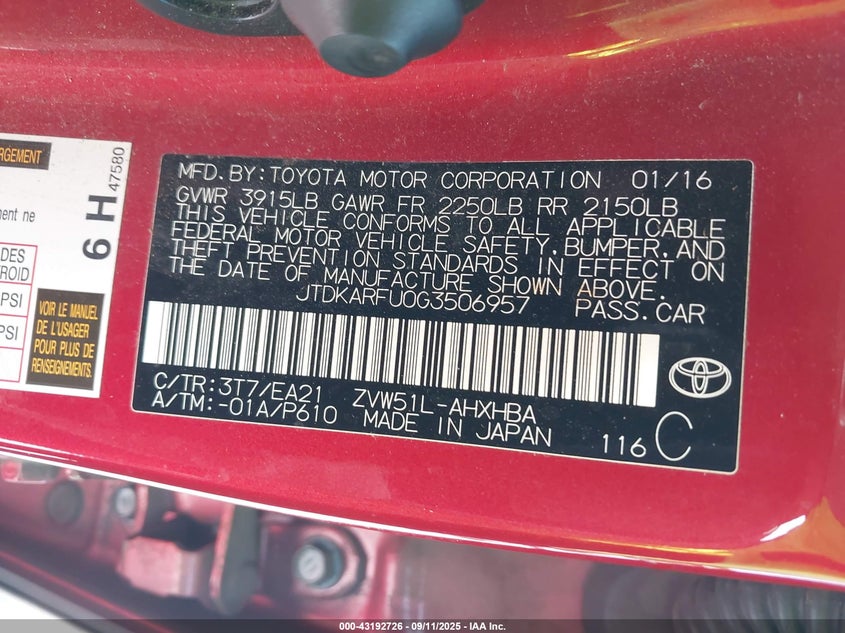 RGEMENT
ment ne
DES
ROID
PSI
PSI
VOIR LE MANUEL
DE L'USAGER
POUR PLUS DE
RENSEIGNEMENTS.
6 H 47580
MFD. BY:TOYOTA MOTOR CORPORATION 01/16
GVWR 3915LB GAWR FR 2250LB RR 2150LB
THIS VEHICLE CONFORMS TO ALL APPLICABLE
FEDERAL MOTOR VEHICLE SAFETY,BUMPER,AND
THEFT PREVENTION STANDARDS IN EFFECT ON
THE DATE OF MANUFACTURE SHOWN ABOVE.
JTDKARFU0G3506957 PASS.CAR
C/TR:3T7/EA21 ZVW51L-AHXHBA
A/TM:-01A/P610 MADE IN JAPAN
116 C
000-43192726 - 09/11/2025 - IAA Inc.